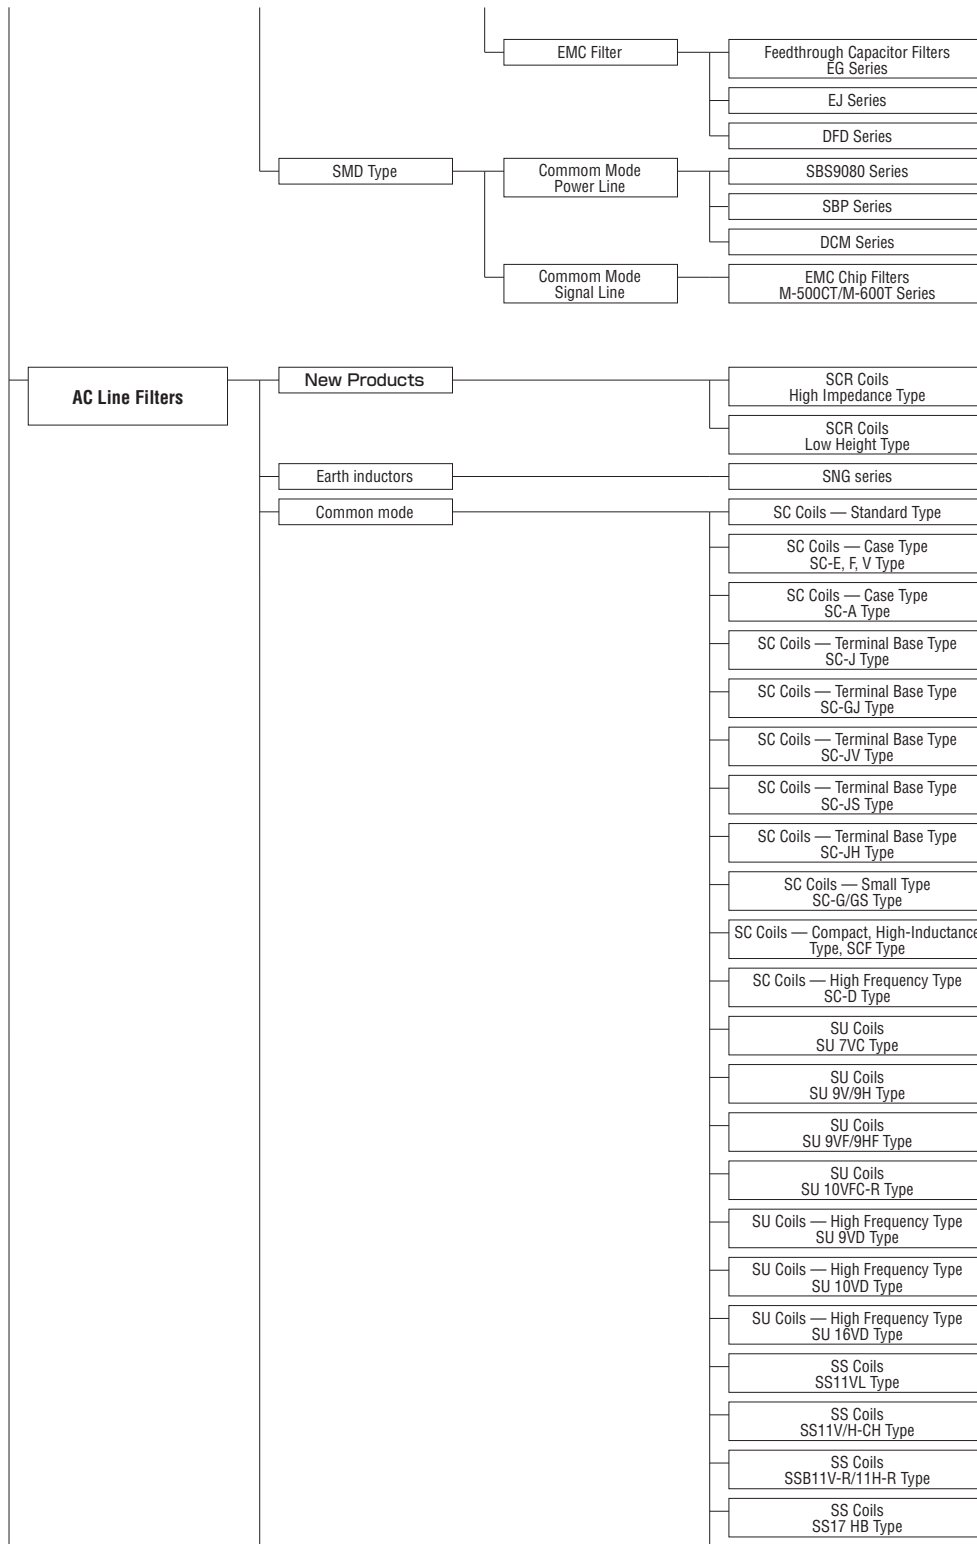 EMC Filter
Feedthrough Capacitor Filters
EG Series
EJ Series
DFD Series
SMD Type
Commom Mode
Power Line
SBS9080 Series
SBP Series
DCM Series
Commom Mode
Signal Line
EMC Chip Filters
M-500CT/M-600T Series
AC Line Filters
New Products
SCR Coils
High Impedance Type
SCR Coils
Low Height Type
Earth inductors
SNG series
Common mode
SC Coils — Standard Type
SC Coils — Case Type
SC-E, F, V Type
SC Coils — Case Type
SC-A Type
SC Coils — Terminal Base Type
SC-J Type
SC Coils — Terminal Base Type
SC-GJ Type
SC Coils — Terminal Base Type
SC-JV Type
SC Coils — Terminal Base Type
SC-JS Type
SC Coils — Terminal Base Type
SC-JH Type
SC Coils — Small Type
SC-G/GS Type
SC Coils — Compact, High-Inductance
Type, SCF Type
SC Coils — High Frequency Type
SC-D Type
SU Coils
SU 7VC Type
SU Coils
SU 9V/9H Type
SU Coils
SU 9VF/9HF Type
SU Coils
SU 10VFC-R Type
SU Coils — High Frequency Type
SU 9VD Type
SU Coils — High Frequency Type
SU 10VD Type
SU Coils — High Frequency Type
SU 16VD Type
SS Coils
SS11VL Type
SS Coils
SS11V/H-CH Type
SS Coils
SSB11V-R/11H-R Type
SS Coils
SS17 HB Type